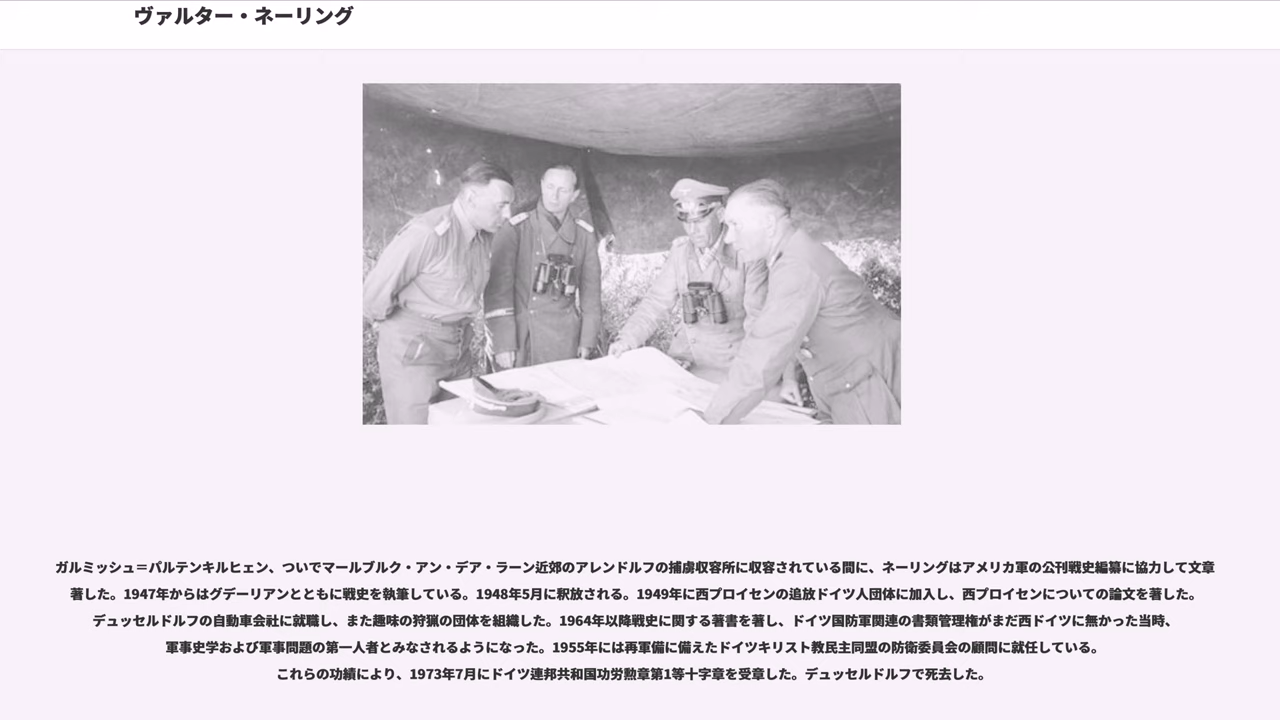 ヴァルター・ネーリング
ガルミッシュ＝パルテンキルヒェン、ついでマールブルク・アン・デア・ラーン近郊のアレンドルフの捕虜収容所に収容されている間に、ネーリングはアメリカ軍の公刊戦史編纂に協力して文章
著した。1947年からはグデーリアンとともに戦史を執筆している。1948年5月に釈放される。1949年に西プロイセンの追放ドイツ人団体に加入し、西プロイセンについての論文を著した。
デュッセルドルフの自動車会社に就職し、また趣味の狩猟の団体を組織した。1964年以降戦史に関する著書を著し、ドイツ国防軍関連の書類管理権がまだ西ドイツに無かった当時、
軍事史学および軍事問題の第一人者とみなされるようになった。1955年には再軍備に備えたドイツキリスト教民主同盟の防衛委員会の顧問に就任している。
これらの功績により、1973年7月にドイツ連邦共和国功労勲章第1等十字章を受章した。デュッセルドルフで死去した。